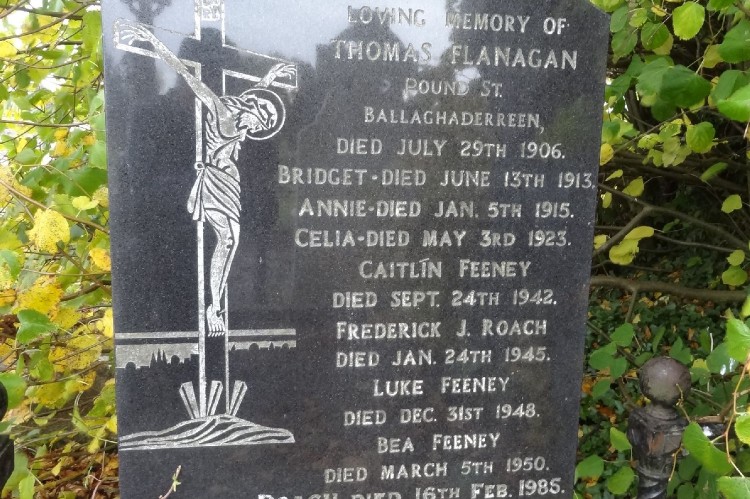 LOVING MEMORY OF
THOMAS FLANAGAN
POUND ST.
BALLAGHADERREEN,
DIED JULY 29TH 1906.
BRIDGET-DIED JUNE 13TH 1913.
ANNIE-DIED JAN. 5TH 1915.
CELIA-DIED MAY 3RD 1923.
CAITLÍN FEENEY
DIED SEPT. 24TH 1942.
FREDERICK J. ROACH
DIED JAN. 24TH 1945.
LUKE FEENEY
DIED DEC. 31ST 1948.
BEA FEENEY
DIED MARCH 5TH 1950.
ROACH DIED 16TH FEB. 1985.